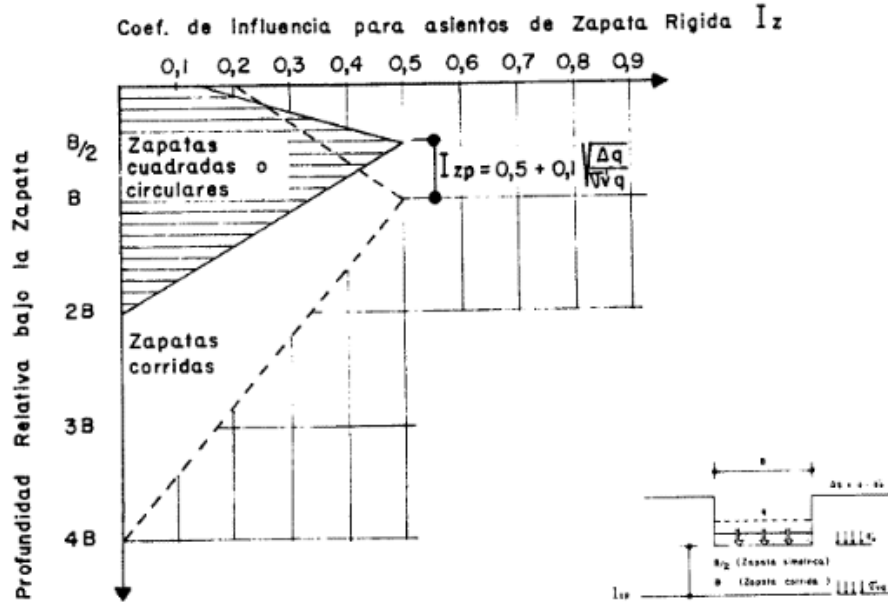 Coef. de influencia para asientos de Zapata Rigida Iz
0,1 0,2 0,3 0,4 0,5 0,6 0,7 0,8 0,9
Profundidad Relativa bajo la Zapata
B/2
B
2B
3B
4B
Zapatas
cuadradas o
circulares
Izp = 0,5 + 0,1 √Δq/σ'vq
Zapatas
corridas
B
q
B/2 (Zapata simetrica)
B (Zapata corrida)